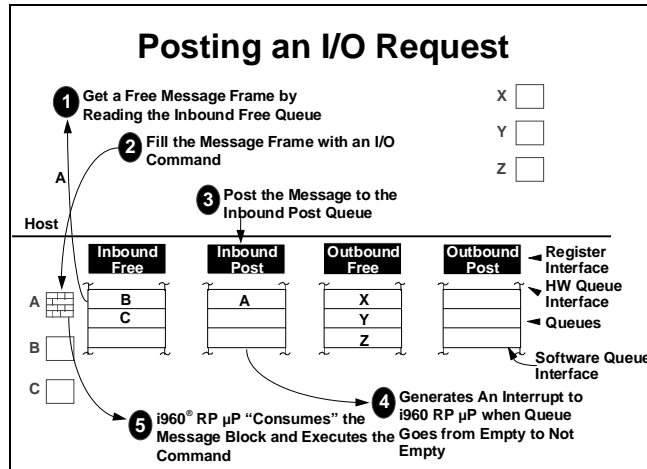 Posting an I/O Request
1 Get a Free Message Frame by
Reading the Inbound Free Queue
2 Fill the Message Frame with an I/O
Command
X
Y
Z
A
3 Post the Message to the
Inbound Post Queue
Host
Inbound
Free
Inbound
Post
Outbound
Free
Outbound
Post
Register
Interface
HW Queue
Interface
Queues
Software Queue
Interface
A
B
C
B
C
A
X
Y
Z
4 Generates An Interrupt to
i960 RP µP when Queue
Goes from Empty to Not
Empty
5 i960® RP µP “Consumes” the
Message Block and Executes the
Command